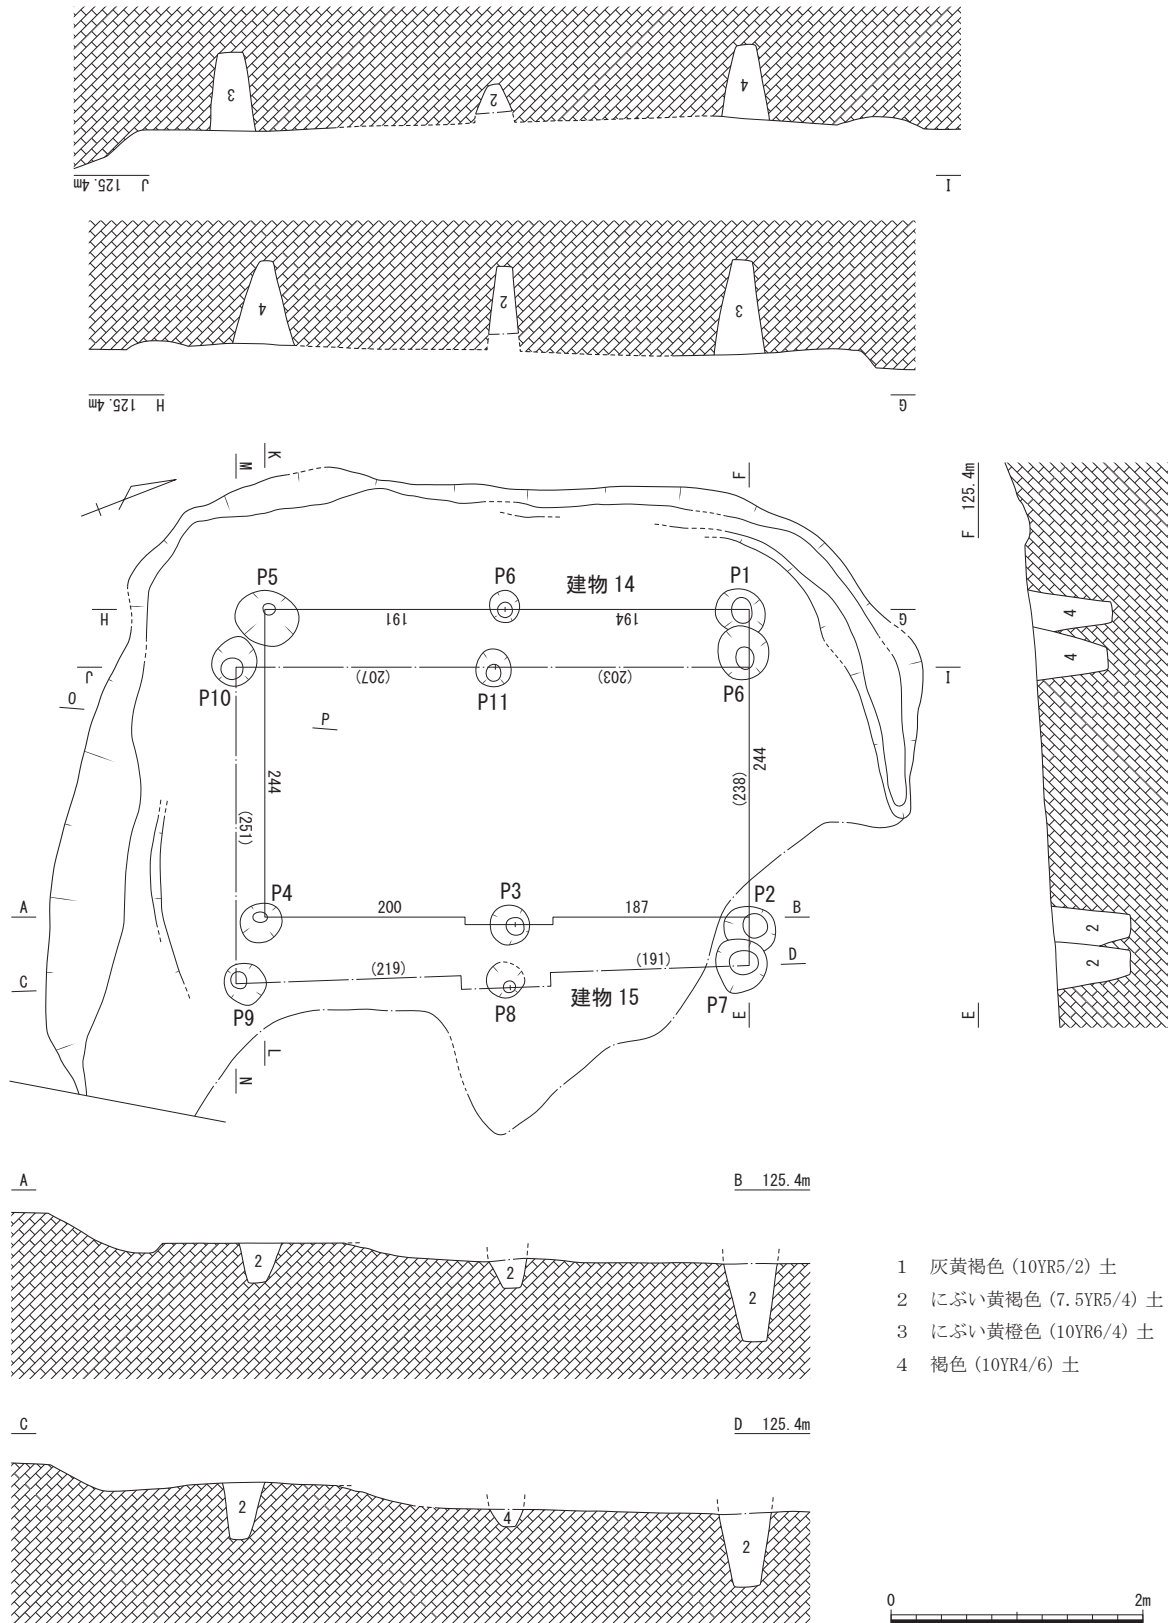 3
2
4
125.4m J
I
4
2
3
125.4m H
G
M
K
F
F 125.4m
P5
P6
建物 14
P1
H
191
194
G
4
J
(207)
(203)
I
4
P10
P11
P6
O
P
244
(251)
244
(238)
A
P4
200
P3
187
P2
B
2
C
(219)
(191)
D
2
P9
P8
建物 15
P7
E
E
L
N
A
B 125.4m
2
2
2
C
D 125.4m
2
4
2
1 灰黄褐色 (10YR5/2) 土
2 にぶい黄褐色 (7.5YR5/4) 土
3 にぶい黄橙色 (10YR6/4) 土
4 褐色 (10YR4/6) 土
0 2m